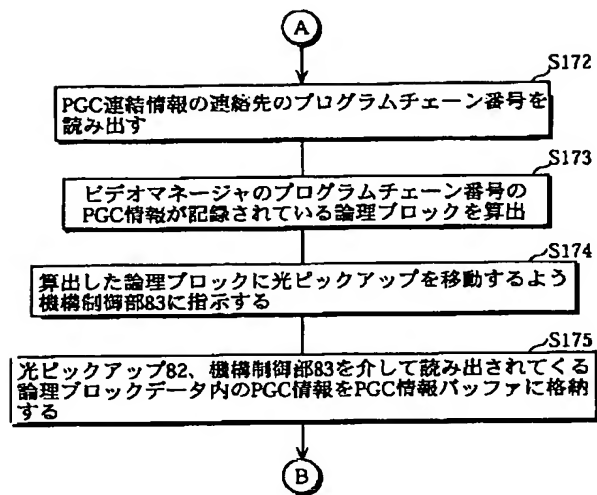 A
S172
PGC連結情報の連絡先のプログラムチェーン番号を
読み出す
S173
ビデオマネージャのプログラムチェーン番号の
PGC情報が記録されている論理ブロックを算出
S174
算出した論理ブロックに光ピックアップを移動するよう
機構制御部83に指示する
S175
光ピックアップ82、機構制御部83を介して読み出されてくる
論理ブロックデータ内のPGC情報をPGC情報バッファに格納
する
B